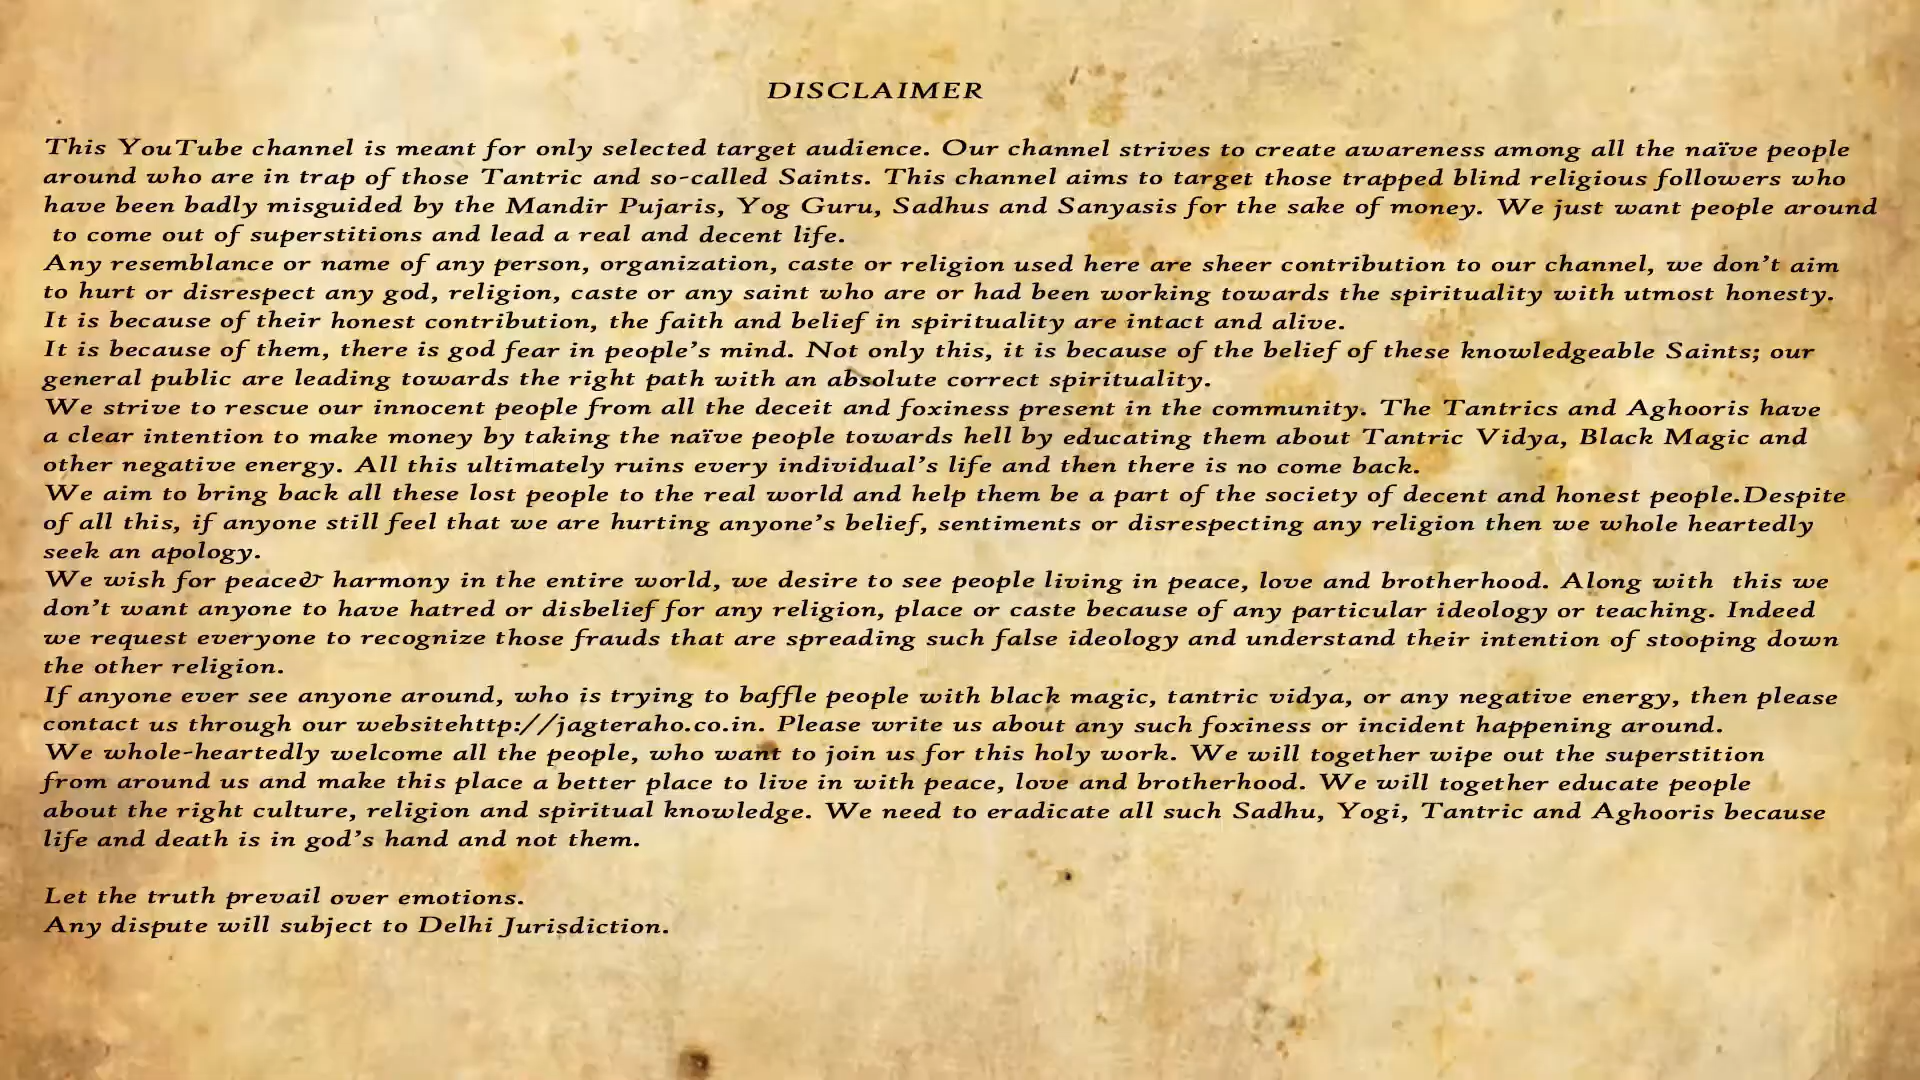 DISCLAIMER
This YouTube channel is meant for only selected target audience. Our channel strives to create awareness among all the naïve people
around who are in trap of those Tantric and so-called Saints. This channel aims to target those trapped blind religious followers who
have been badly misguided by the Mandir Pujaris, Yog Guru, Sadhus and Sanyasis for the sake of money. We just want people around
to come out of superstitions and lead a real and decent life.
Any resemblance or name of any person, organization, caste or religion used here are sheer contribution to our channel, we don't aim
to hurt or disrespect any god, religion, caste or any saint who are or had been working towards the spirituality with utmost honesty.
It is because of their honest contribution, the faith and belief in spirituality are intact and alive.
It is because of them, there is god fear in people's mind. Not only this, it is because of the belief of these knowledgeable Saints; our
general public are leading towards the right path with an absolute correct spirituality.
We strive to rescue our innocent people from all the deceit and foxiness present in the community. The Tantrics and Aghooris have
a clear intention to make money by taking the naïve people towards hell by educating them about Tantric Vidya, Black Magic and
other negative energy. All this ultimately ruins every individual's life and then there is no come back.
We aim to bring back all these lost people to the real world and help them be a part of the society of decent and honest people.Despite
of all this, if anyone still feel that we are hurting anyone's belief, sentiments or disrespecting any religion then we whole heartedly
seek an apology.
We wish for peace& harmony in the entire world, we desire to see people living in peace, love and brotherhood. Along with this we
don't want anyone to have hatred or disbelief for any religion, place or caste because of any particular ideology or teaching. Indeed
we request everyone to recognize those frauds that are spreading such false ideology and understand their intention of stooping down
the other religion.
If anyone ever see anyone around, who is trying to baffle people with black magic, tantric vidya, or any negative energy, then please
contact us through our websitehttp://jagteraho.co.in. Please write us about any such foxiness or incident happening around.
We whole-heartedly welcome all the people, who want to join us for this holy work. We will together wipe out the superstition
from around us and make this place a better place to live in with peace, love and brotherhood. We will together educate people
about the right culture, religion and spiritual knowledge. We need to eradicate all such Sadhu, Yogi, Tantric and Aghooris because
life and death is in god's hand and not them.
Let the truth prevail over emotions.
Any dispute will subject to Delhi Jurisdiction.